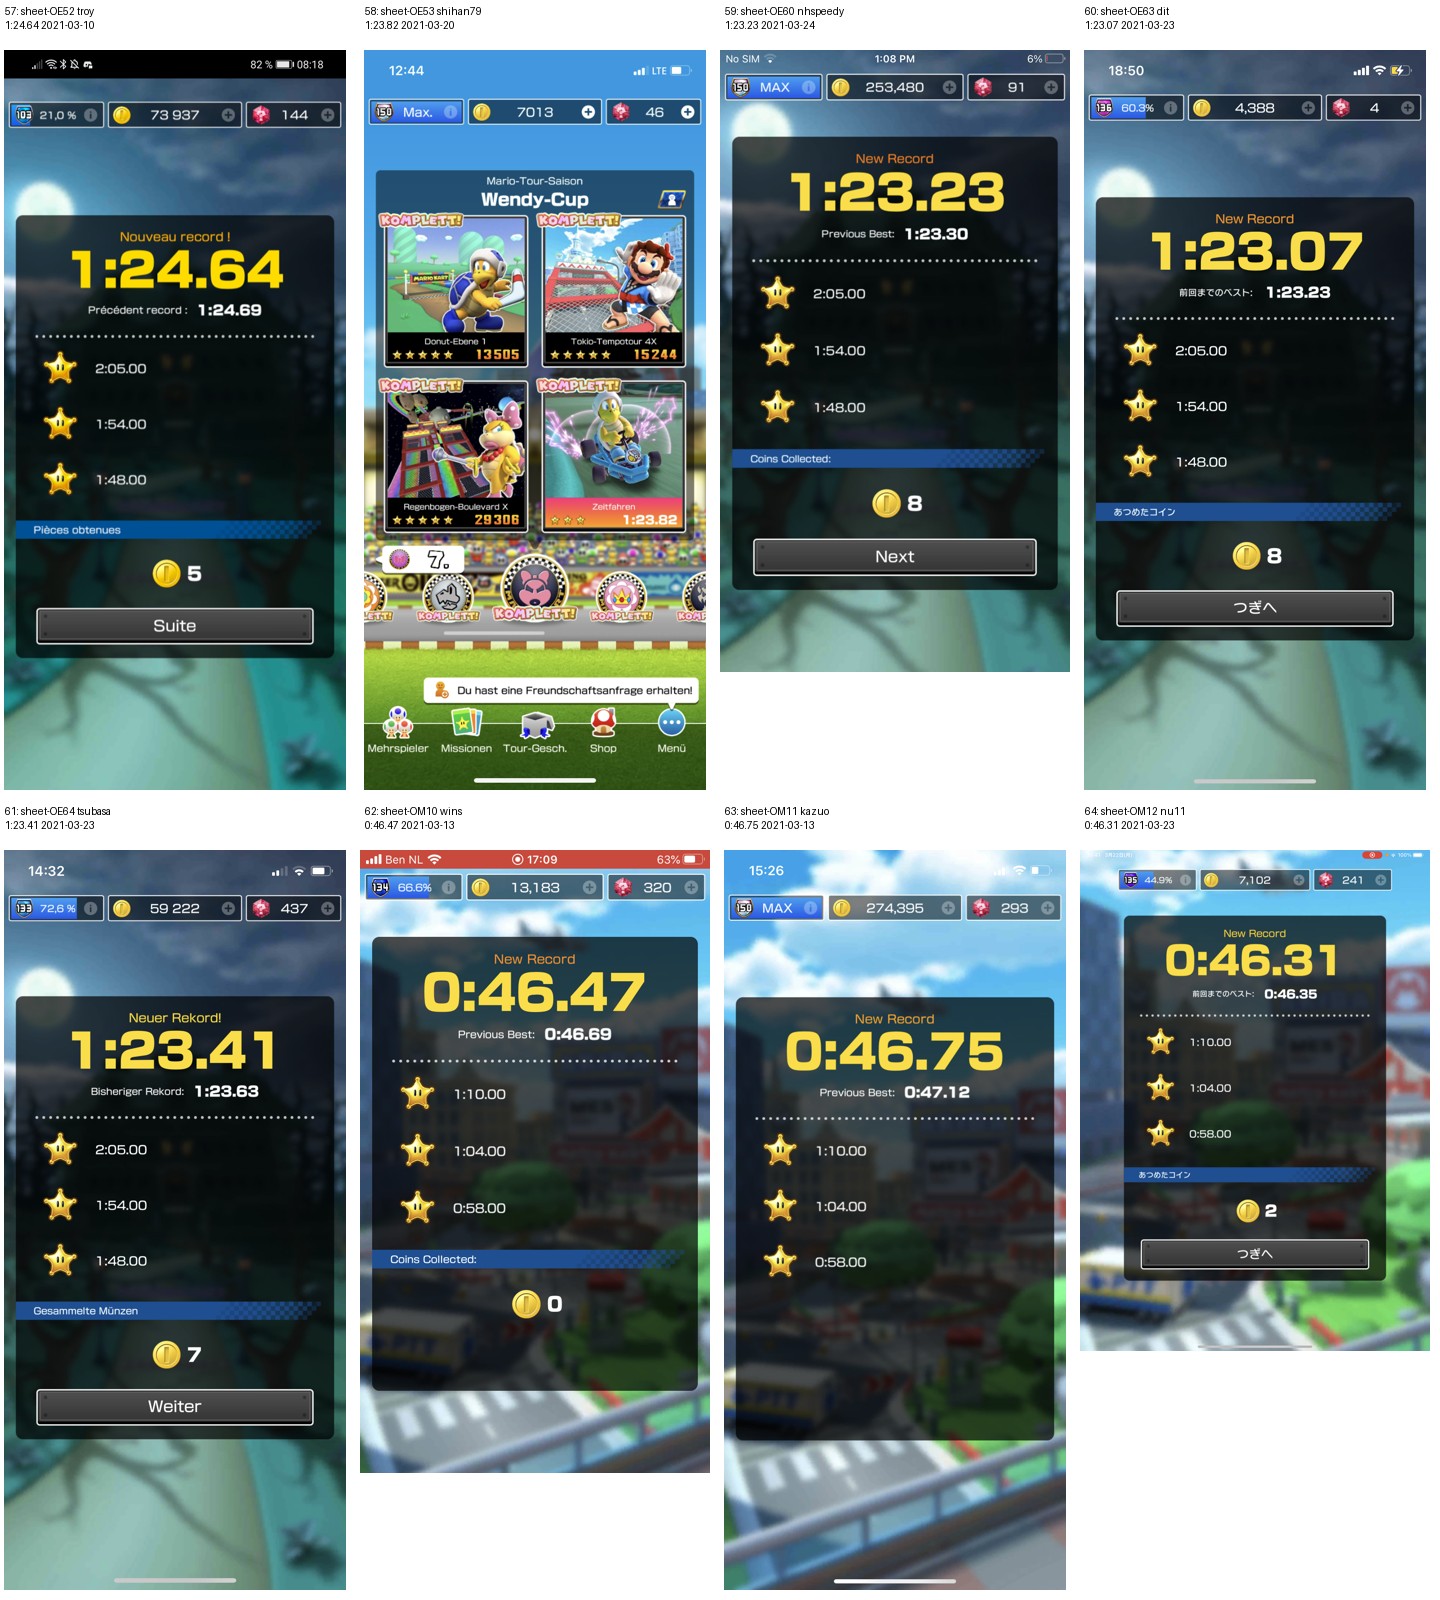 57: sheet-OE52 troy
1:24.64 2021-03-10
82 % 08:18
103 21,0 % 73 937 144
Nouveau record !
1:24.64
Précédent record : 1:24.69
2:05.00
1:54.00
1:48.00
Pièces obtenues
5
Suite
58: sheet-OE53 shihan79
1:23.82 2021-03-20
12:44 LTE
150 Max. 7013 46
Mario-Tour-Saison
Wendy-Cup
KOMPLETT! KOMPLETT!
MARIO KART
Donut-Ebene 1 Tokio-Tempotour 4X
13505 15244
KOMPLETT! KOMPLETT!
Regenbogen-Boulevard X Zeitfahren
29306 1:23.82
7.
KOMPLETT! KOMPLETT! KOMPLETT!
Du hast eine Freundschaftsanfrage erhalten!
Mehrspieler Missionen Tour-Gesch. Shop Menü
59: sheet-OE60 nhspeedy
1:23.23 2021-03-24
No SIM 1:08 PM 6%
150 MAX 253,480 91
New Record
1:23.23
Previous Best: 1:23.30
2:05.00
1:54.00
1:48.00
Coins Collected:
8
Next
60: sheet-OE63 dit
1:23.07 2021-03-23
18:50
136 60.3% 4,388 4
New Record
1:23.07
前回までのベスト: 1:23.23
2:05.00
1:54.00
1:48.00
あつめたコイン
8
つぎへ
61: sheet-OE64 tsubasa
1:23.41 2021-03-23
14:32
133 72,6 % 59 222 437
Neuer Rekord!
1:23.41
Bisheriger Rekord: 1:23.63
2:05.00
1:54.00
1:48.00
Gesammelte Münzen
7
Weiter
62: sheet-OM10 wins
0:46.47 2021-03-13
Ben NL 17:09 63%
134 66.6% 13,183 320
New Record
0:46.47
Previous Best: 0:46.69
1:10.00
1:04.00
0:58.00
Coins Collected:
0
63: sheet-OM11 kazuo
0:46.75 2021-03-13
15:26
150 MAX 274,395 293
New Record
0:46.75
Previous Best: 0:47.12
1:10.00
1:04.00
0:58.00
64: sheet-OM12 nu11
0:46.31 2021-03-23
135 44.9% 7,102 241
New Record
0:46.31
前回までのベスト: 0:46.35
1:10.00
1:04.00
0:58.00
あつめたコイン
2
つぎへ